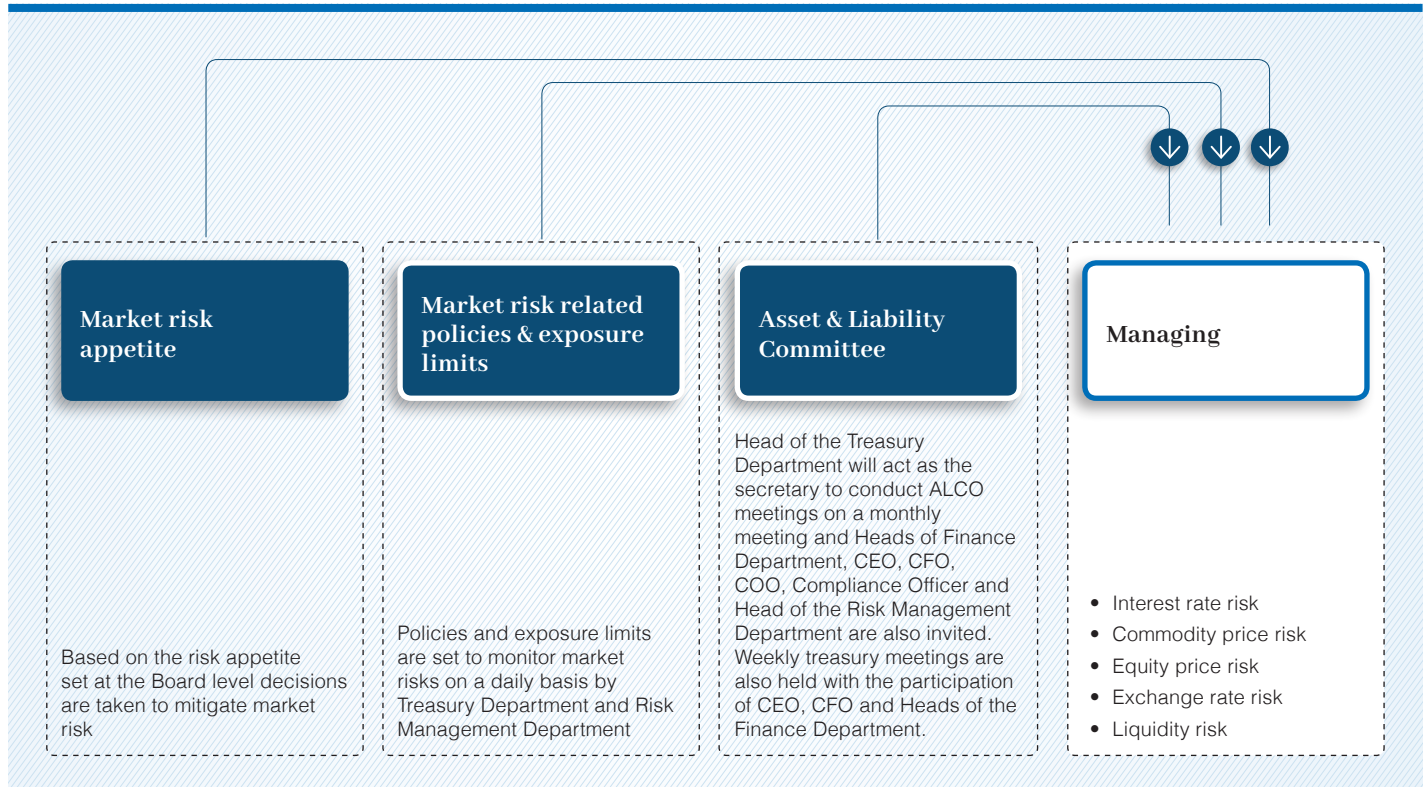 Market risk
appetite
Based on the risk appetite
set at the Board level decisions
are taken to mitigate market
risk
Market risk related
policies & exposure
limits
Policies and exposure limits
are set to monitor market
risks on a daily basis by
Treasury Department and Risk
Management Department
Asset & Liability
Committee
Head of the Treasury
Department will act as the
secretary to conduct ALCO
meetings on a monthly
meeting and Heads of Finance
Department, CEO, CFO,
COO, Compliance Officer and
Head of the Risk Management
Department are also invited.
Weekly treasury meetings are
also held with the participation
of CEO, CFO and Heads of the
Finance Department.
Managing
• Interest rate risk
• Commodity price risk
• Equity price risk
• Exchange rate risk
• Liquidity risk